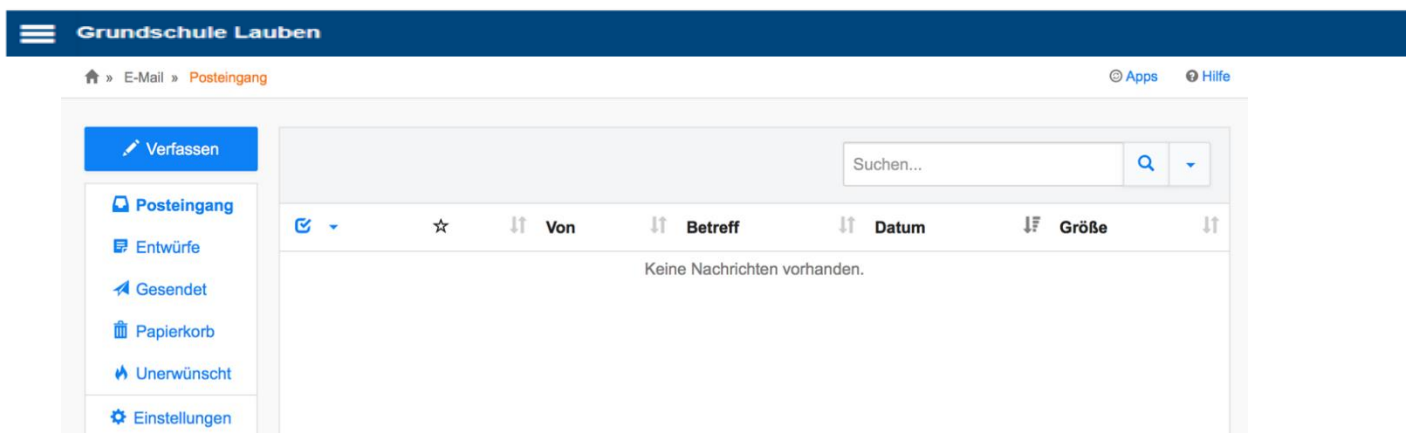 Grundschule Lauben
» E-Mail » Posteingang
Apps Hilfe
Verfassen
Suchen...
Posteingang
Von Betreff Datum Größe
Entwürfe
Keine Nachrichten vorhanden.
Gesendet
Papierkorb
Unerwünscht
Einstellungen